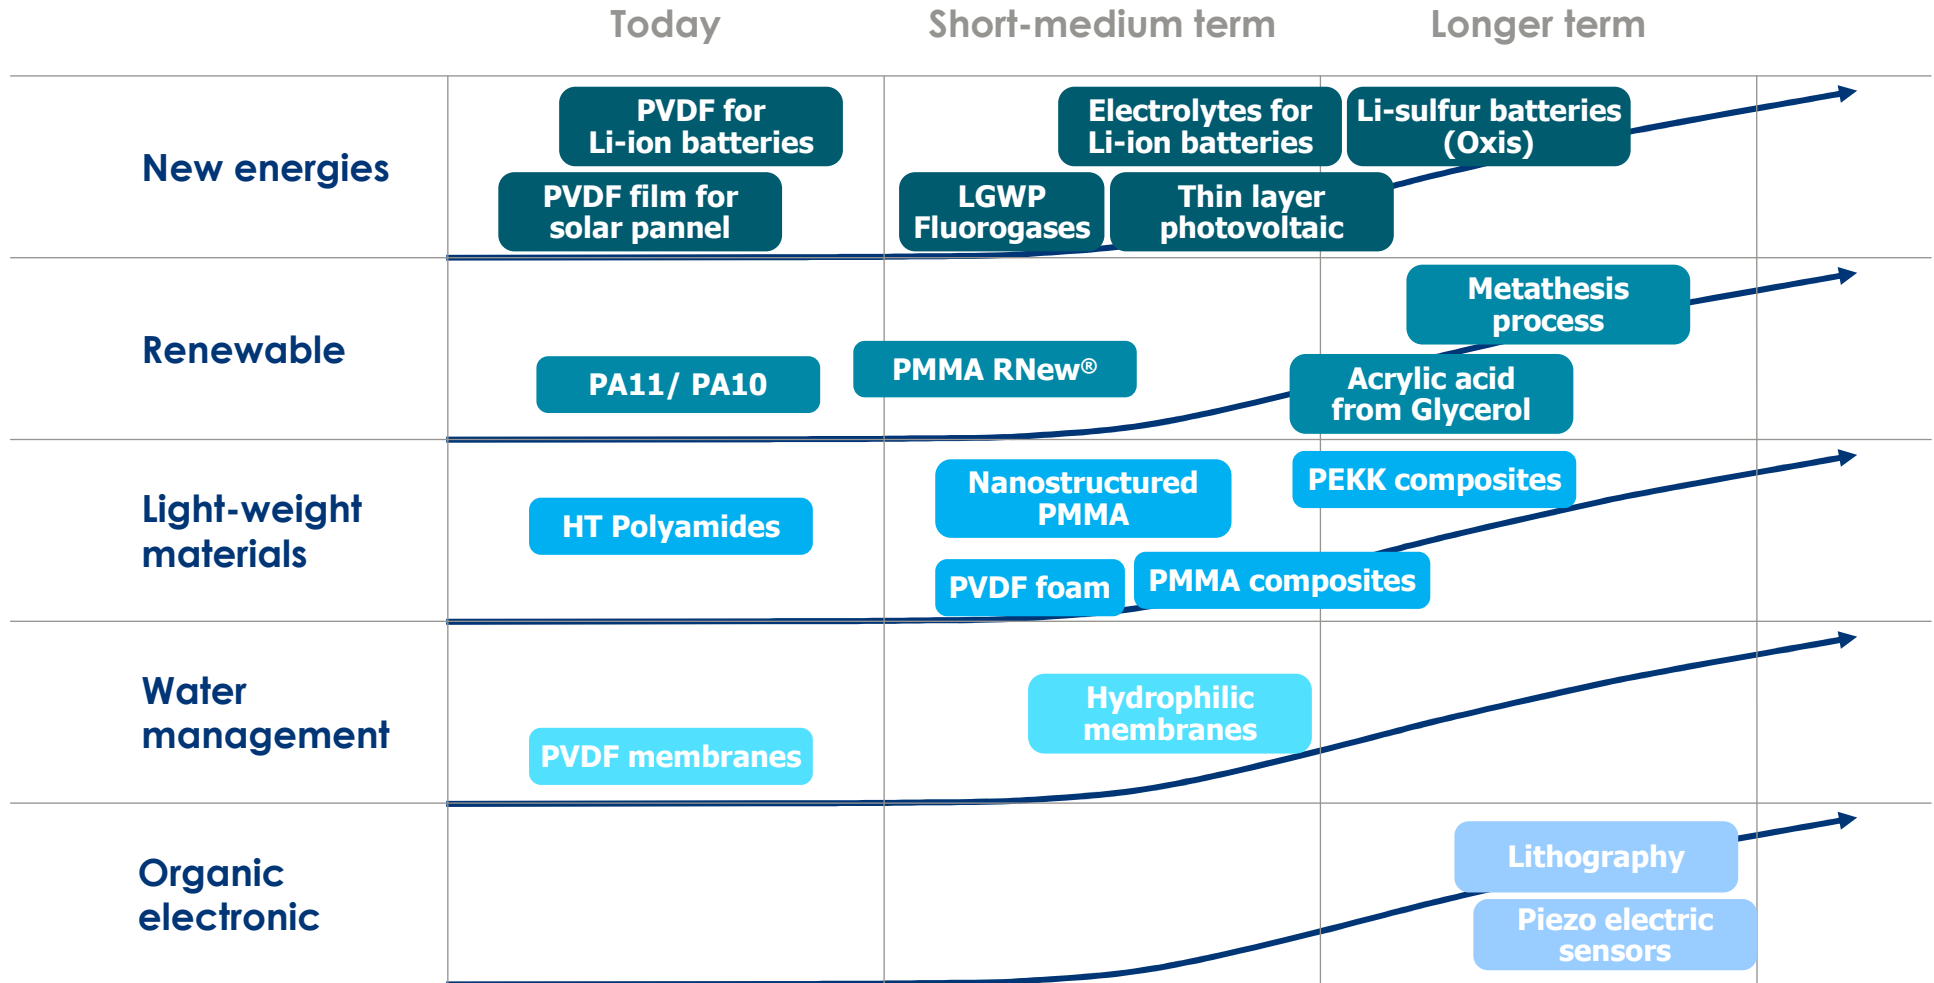 Today
Short-medium term
Longer term
New energies
PVDF for
Li-ion batteries
Electrolytes for
Li-ion batteries
Li-sulfur batteries
(Oxis)
PVDF film for
solar pannel
LGWP
Fluorogases
Thin layer
photovoltaic
Renewable
Metathesis
process
PA11/ PA10
PMMA RNew®
Acrylic acid
from Glycerol
Light-weight
materials
HT Polyamides
Nanostructured
PMMA
PEKK composites
PVDF foam
PMMA composites
Water
management
PVDF membranes
Hydrophilic
membranes
Organic
electronic
Lithography
Piezo electric
sensors